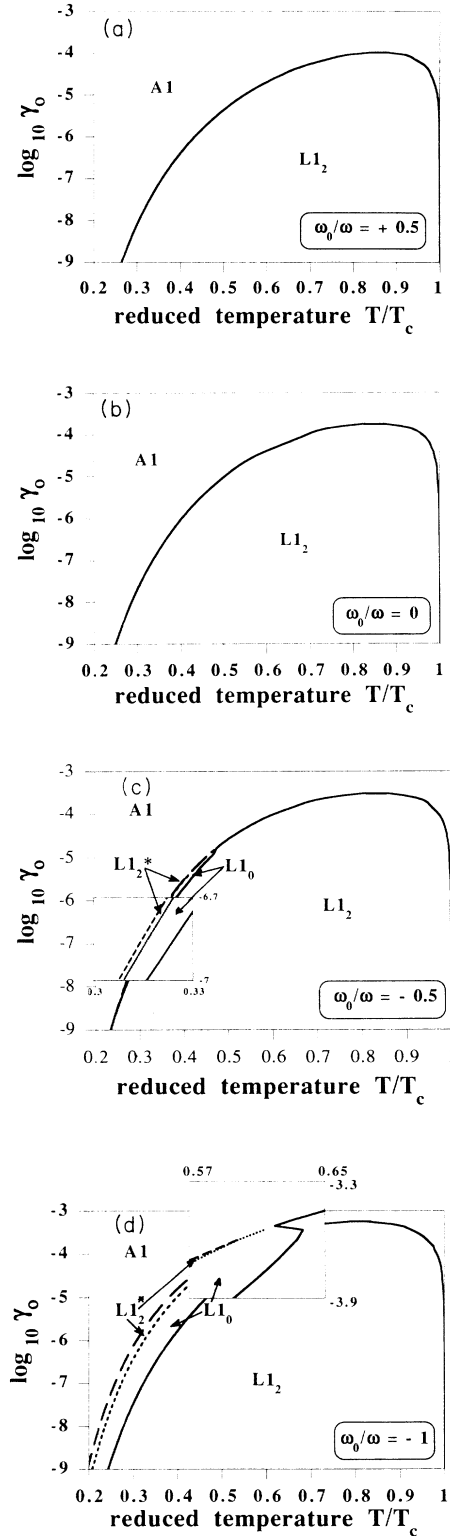 (a)
-3
-4
-5
-6
-7
-8
-9
log 10 γo
A1
L1₂
ω₀/ω = + 0.5
0.2 0.3 0.4 0.5 0.6 0.7 0.8 0.9 1
reduced temperature T/Tc
(b)
-3
-4
-5
-6
-7
-8
-9
log 10 γo
A1
L1₂
ω₀/ω = 0
0.2 0.3 0.4 0.5 0.6 0.7 0.8 0.9 1
reduced temperature T/Tc
(c)
-3
-4
-5
-6
-7
-8
-9
log 10 γo
A1
L1₂* L1₀
L1₂
-6.7
-7
0.3 0.33
ω₀/ω = - 0.5
0.2 0.3 0.4 0.5 0.6 0.7 0.8 0.9 1
reduced temperature T/Tc
0.57 0.65
(d)
-3
-4
-5
-6
-7
-8
-9
log 10 γo
-3.3
-3.9
A1
L1₂* L1₀
L1₂
ω₀/ω = - 1
0.2 0.3 0.4 0.5 0.6 0.7 0.8 0.9 1
reduced temperature T/Tc